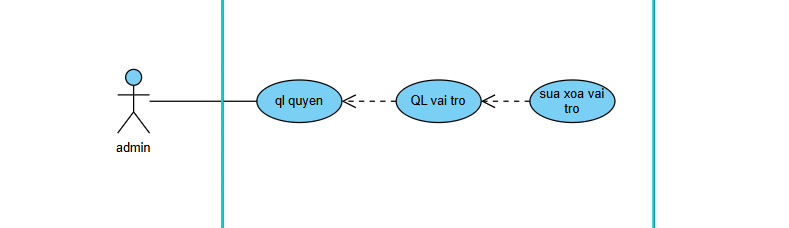 ql quyen
QL vai tro
sua xoa vai
tro
admin